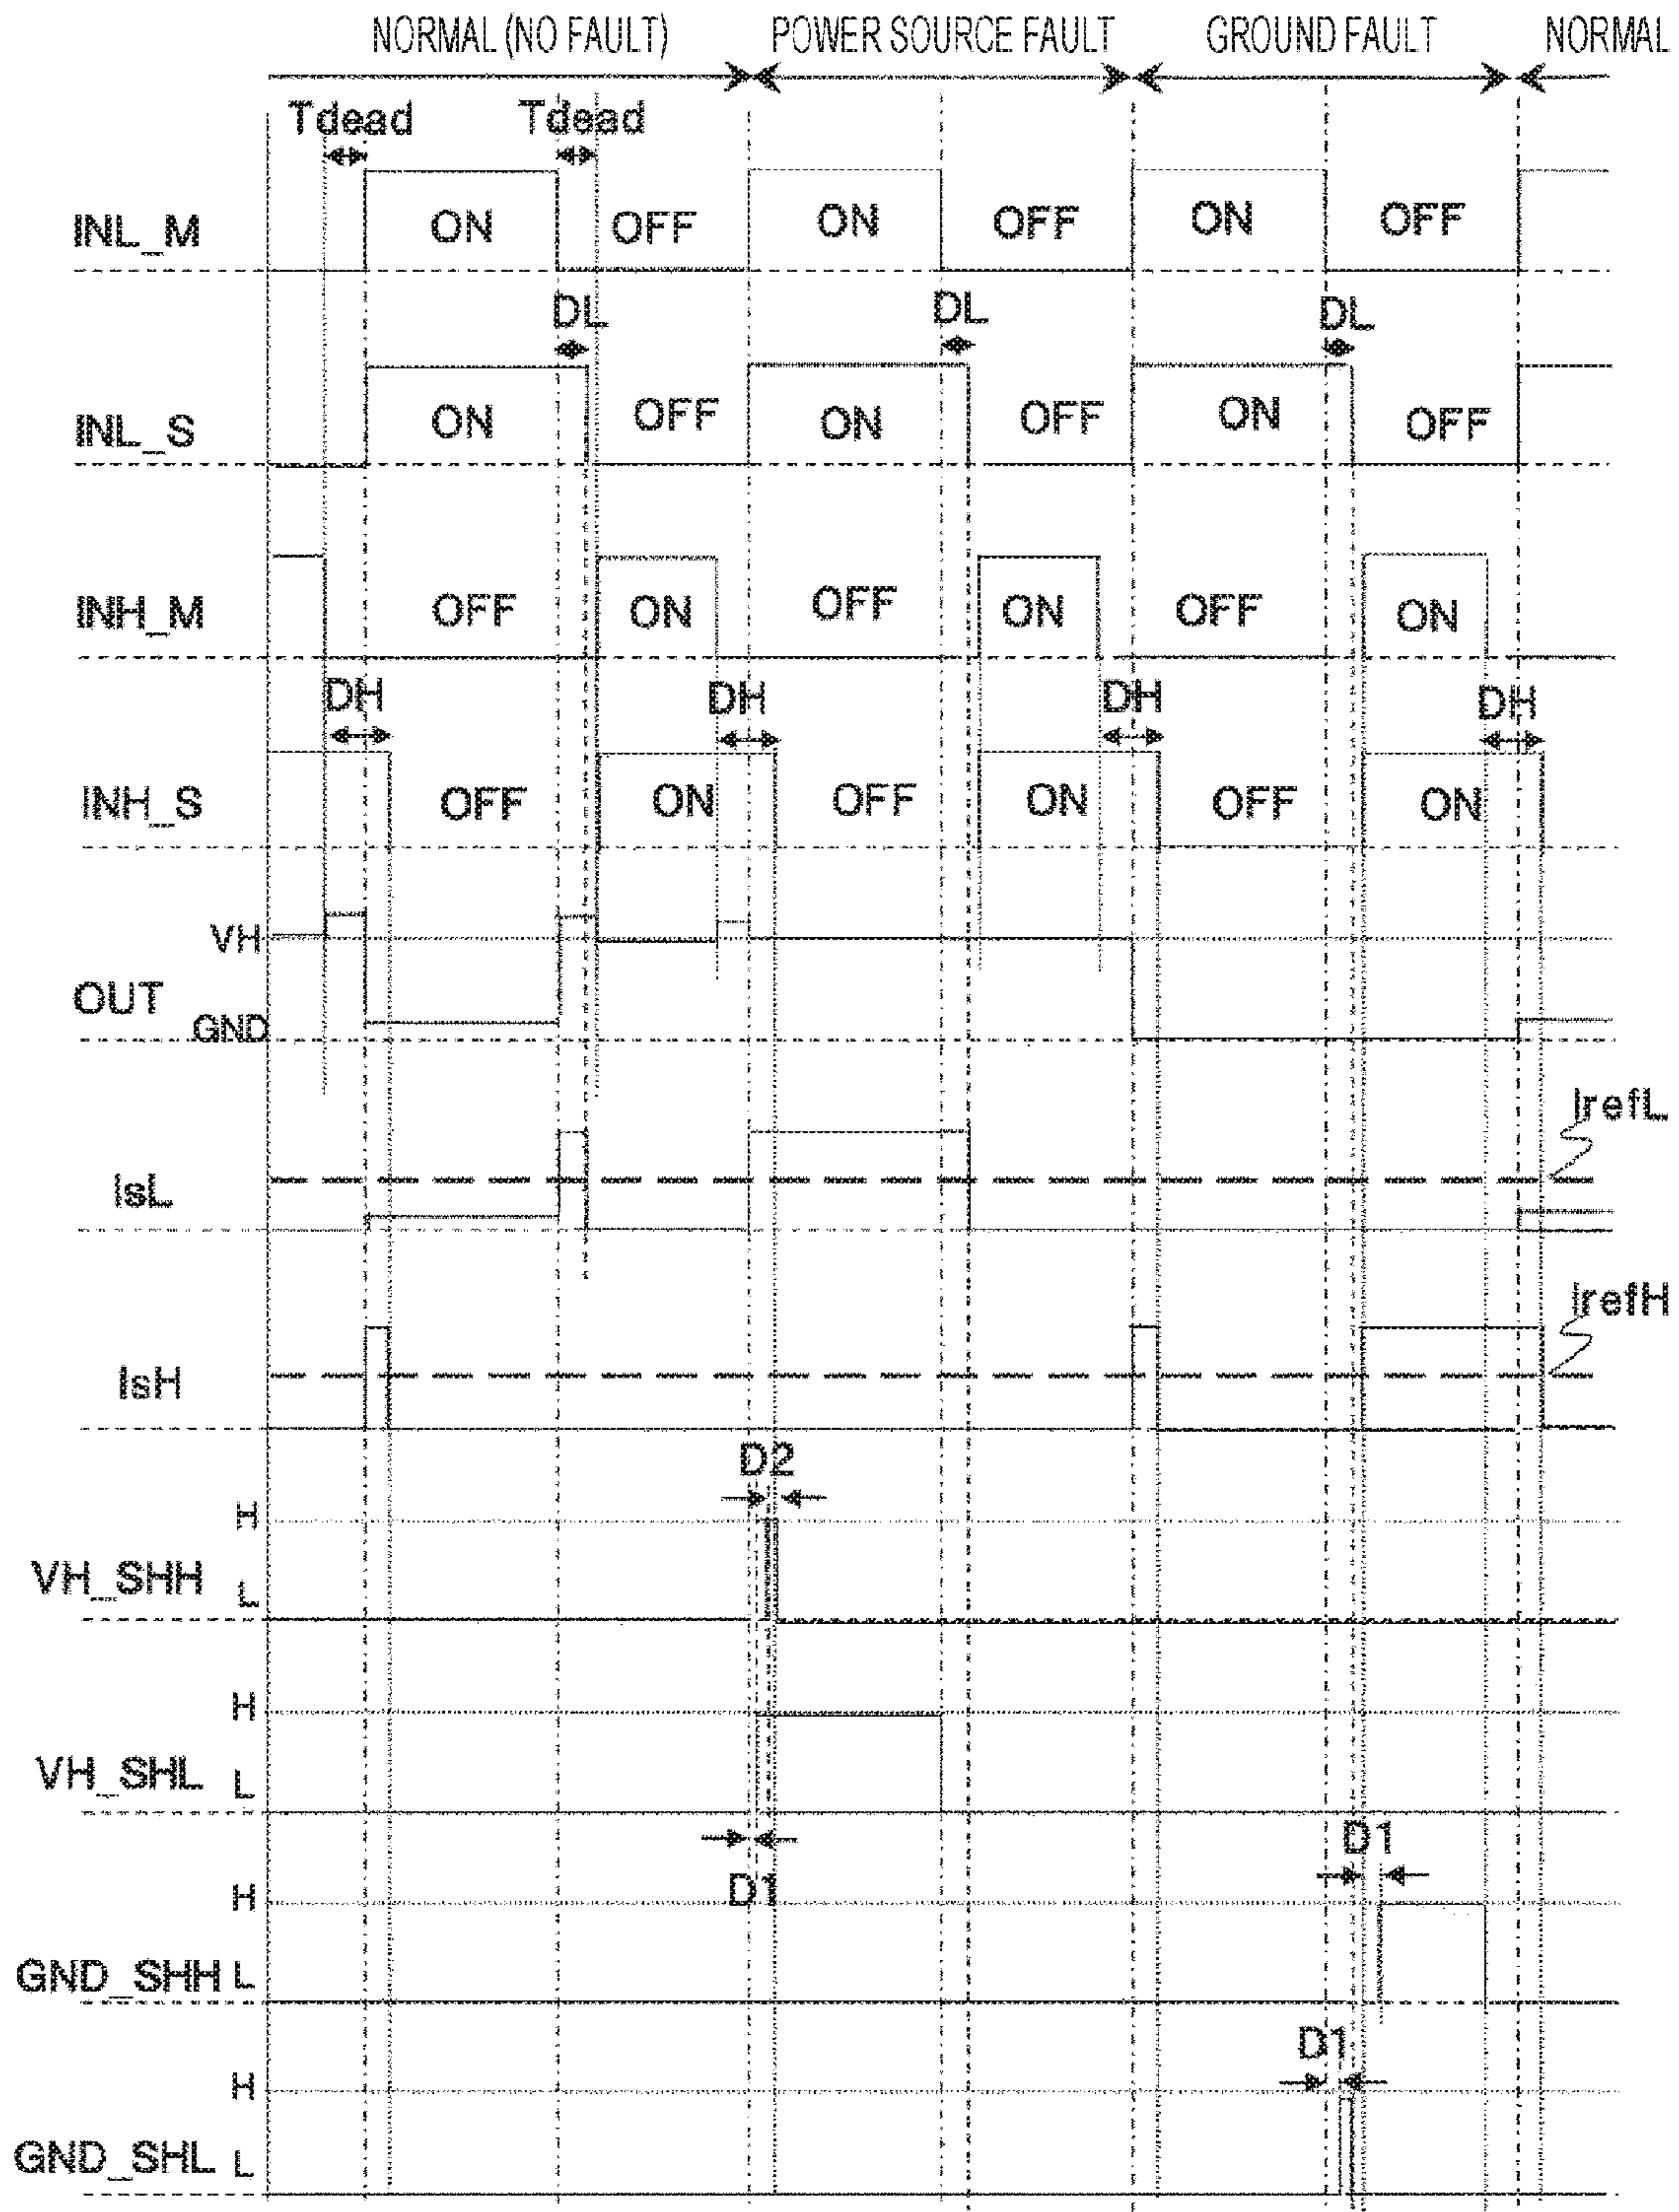 NORMAL (NO FAULT) POWER SOURCE FAULT GROUND FAULT NORMAL
Tdead Tdead
INL_M ON OFF ON OFF ON OFF
DL DL DL
INL_S ON OFF ON OFF ON OFF
INH_M OFF ON OFF ON OFF ON
DH DH DH DH
INH_S OFF ON OFF ON OFF ON
VH
OUT
GND
IrefL
IsL
IrefH
IsH
D2
H
VH_SHH L
H
VH_SHL L
D1
D1
H
GND_SHH L
D1
H
GND_SHL L